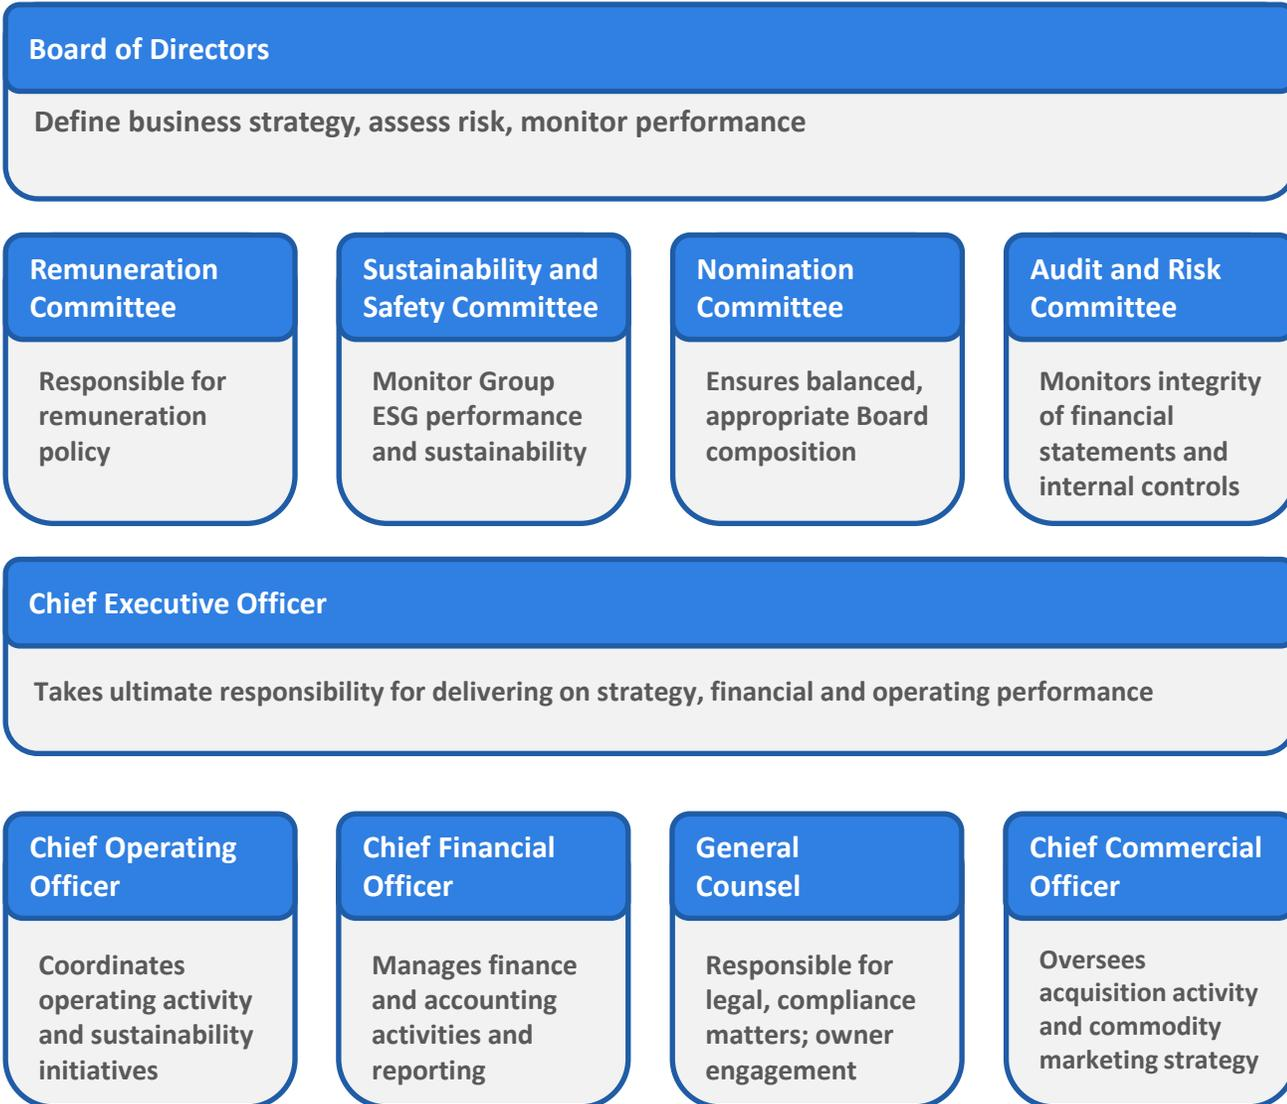 Board of Directors
Define business strategy, assess risk, monitor performance
Remuneration
Committee
Responsible for
remuneration
policy
Sustainability and
Safety Committee
Monitor Group
ESG performance
and sustainability
Nomination
Committee
Ensures balanced,
appropriate Board
composition
Audit and Risk
Committee
Monitors integrity
of financial
statements and
internal controls
Chief Executive Officer
Takes ultimate responsibility for delivering on strategy, financial and operating performance
Chief Operating
Officer
Coordinates
operating activity
and sustainability
initiatives
Chief Financial
Officer
Manages finance
and accounting
activities and
reporting
General
Counsel
Responsible for
legal, compliance
matters; owner
engagement
Chief Commercial
Officer
Oversees
acquisition activity
and commodity
marketing strategy